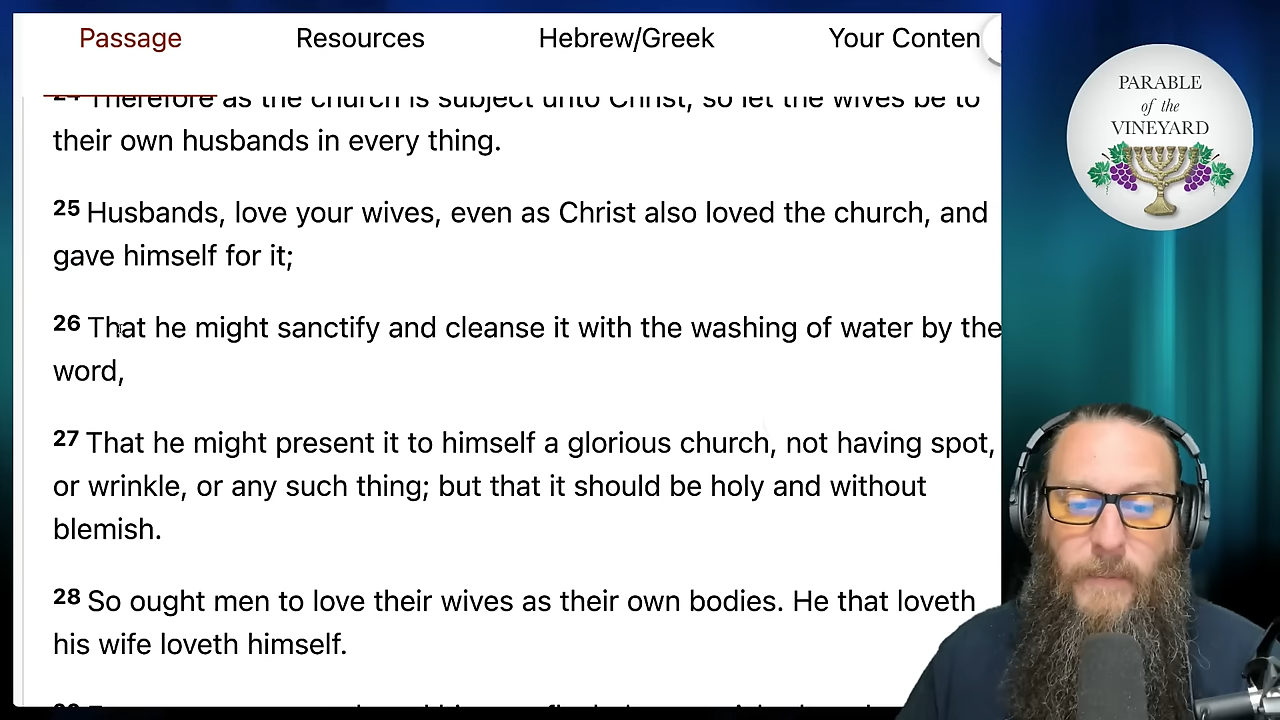 Passage Resources Hebrew/Greek Your Conten
24 Therefore as the church is subject unto Christ, so let the wives be to
their own husbands in every thing.
25 Husbands, love your wives, even as Christ also loved the church, and
gave himself for it;
26 That he might sanctify and cleanse it with the washing of water by the
word,
27 That he might present it to himself a glorious church, not having spot,
or wrinkle, or any such thing; but that it should be holy and without
blemish.
28 So ought men to love their wives as their own bodies. He that loveth
his wife loveth himself.
PARABLE
of the
VINEYARD